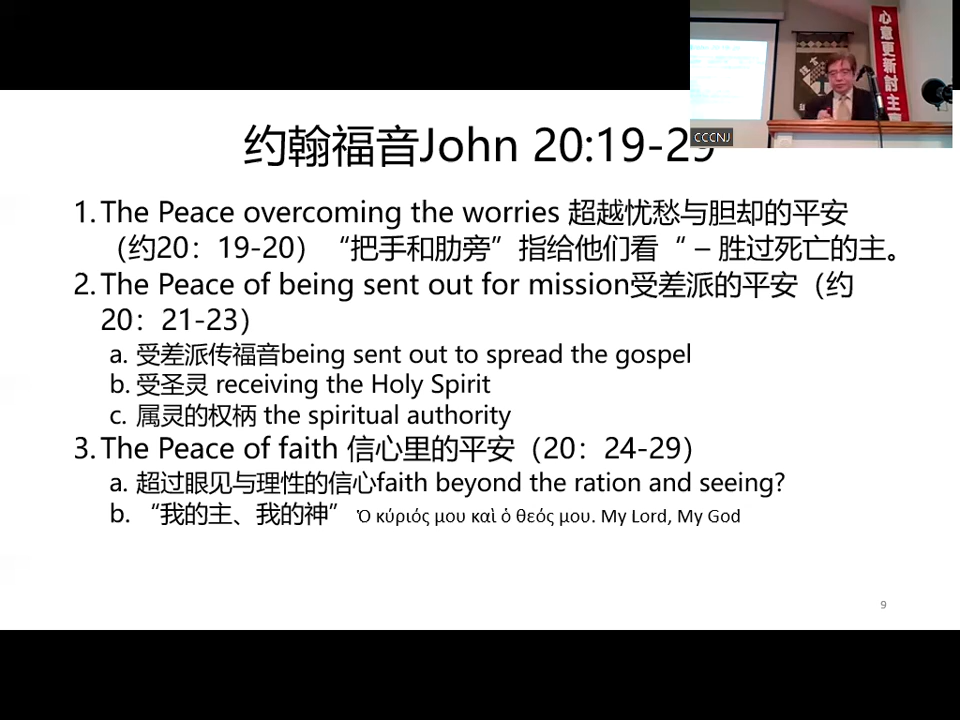 约翰福音John 20:19-29
心意更新討主
CCCNJ
1. The Peace overcoming the worries 超越忧愁与胆却的平安
（约20：19-20）“把手和肋旁”指给他们看“ – 胜过死亡的主。
2. The Peace of being sent out for mission受差派的平安（约
20：21-23）
a. 受差派传福音being sent out to spread the gospel
b. 受圣灵 receiving the Holy Spirit
c. 属灵的权柄 the spiritual authority
3. The Peace of faith 信心里的平安（20：24-29）
a. 超过眼见与理性的信心faith beyond the ration and seeing?
b. “我的主、我的神” Ὁ κύριός μου καὶ ὁ θεός μου. My Lord, My God
9